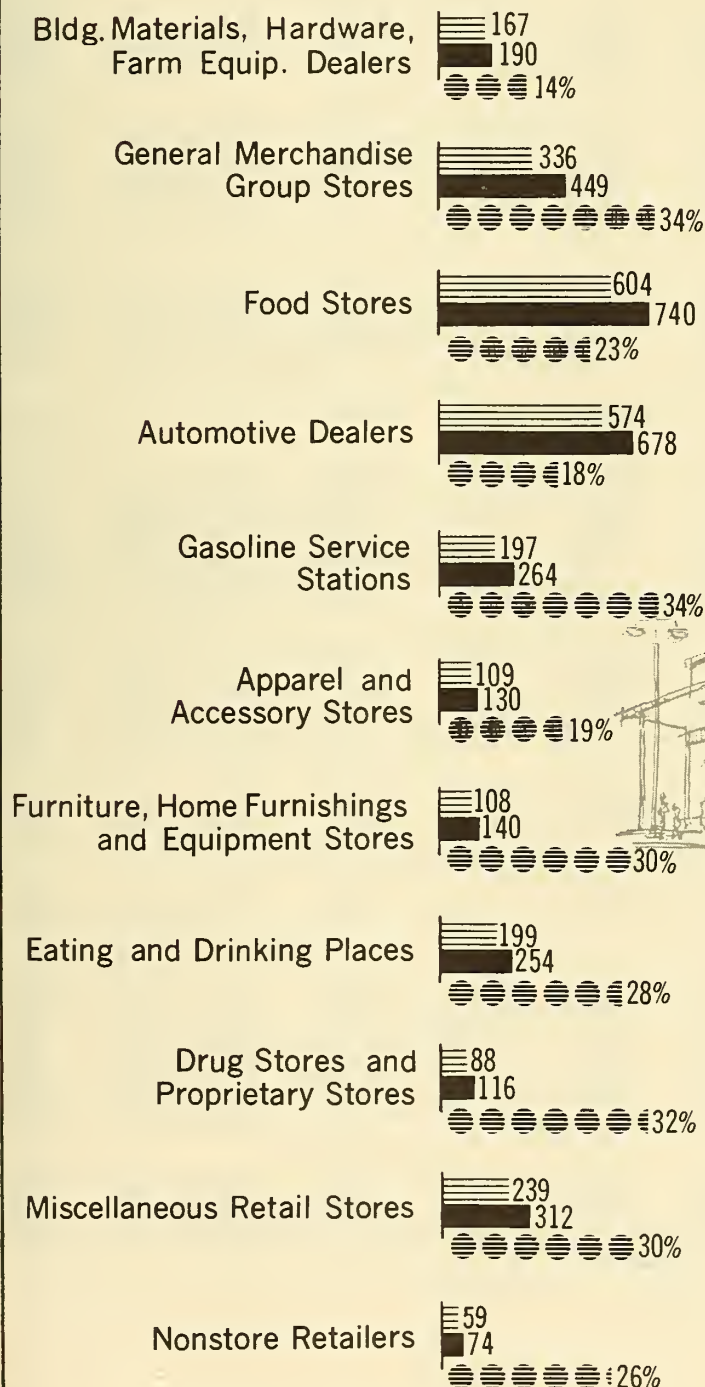 Bldg. Materials, Hardware,
Farm Equip. Dealers
167
190
14%
General Merchandise
Group Stores
336
449
34%
Food Stores
604
740
23%
Automotive Dealers
574
678
18%
Gasoline Service
Stations
197
264
34%
Apparel and
Accessory Stores
109
130
19%
Furniture, Home Furnishings
and Equipment Stores
108
140
30%
Eating and Drinking Places
199
254
28%
Drug Stores and
Proprietary Stores
88
116
32%
Miscellaneous Retail Stores
239
312
30%
Nonstore Retailers
59
74
26%